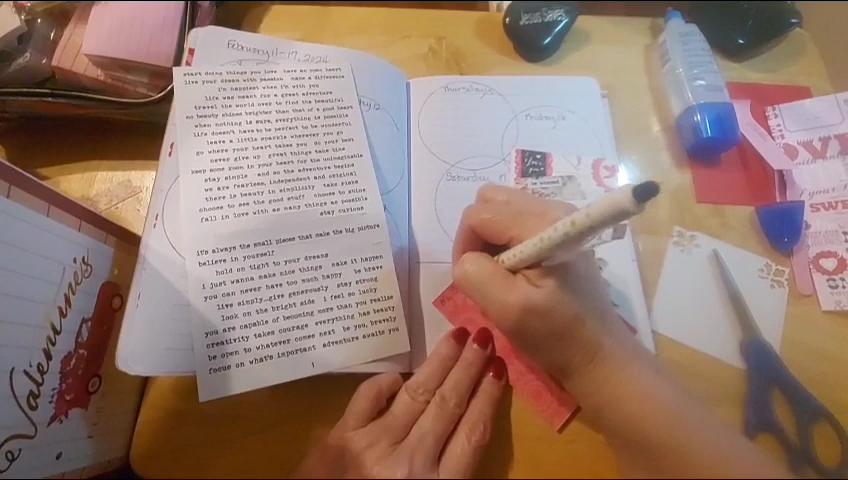 February 11-17, 2024
start doing things you love have an open heart
live your dream with passion make a difference
i'm happiest when i'm with you
life was meant for a great adventure
travel the world over to find the beautiful
no beauty shines brighter than that of a good heart
when nothing is sure, everything is possible
life doesn't have to be perfect to be wonderful
leave a little sparkle wherever you go
go where your heart takes you do your best
never give up great things take time
keep some room in your heart for the unimaginable
stay simple and so the adventure begins
we are fearless, independent and original
there is beauty in simplicity take risks
choose to see the good stuff choose to shine
fall in love with as many things as possible
stay curious
it's always the small pieces that make the big picture
believe in yourself
hold on tight to your dreams
i just wanna make nice things make it happen
you can never have too much happy be brave
live simply…give generously stay strong
look on the bright side i feel so lucky
you are capable of becoming more than you realize
creativity takes courage everything has beauty
be open to whatever comes next be you, bravely
focus on what's important adventure awaits you
Thursday 15
Friday 16
Saturday 17
Jesus Saves
Valentine's
SWE